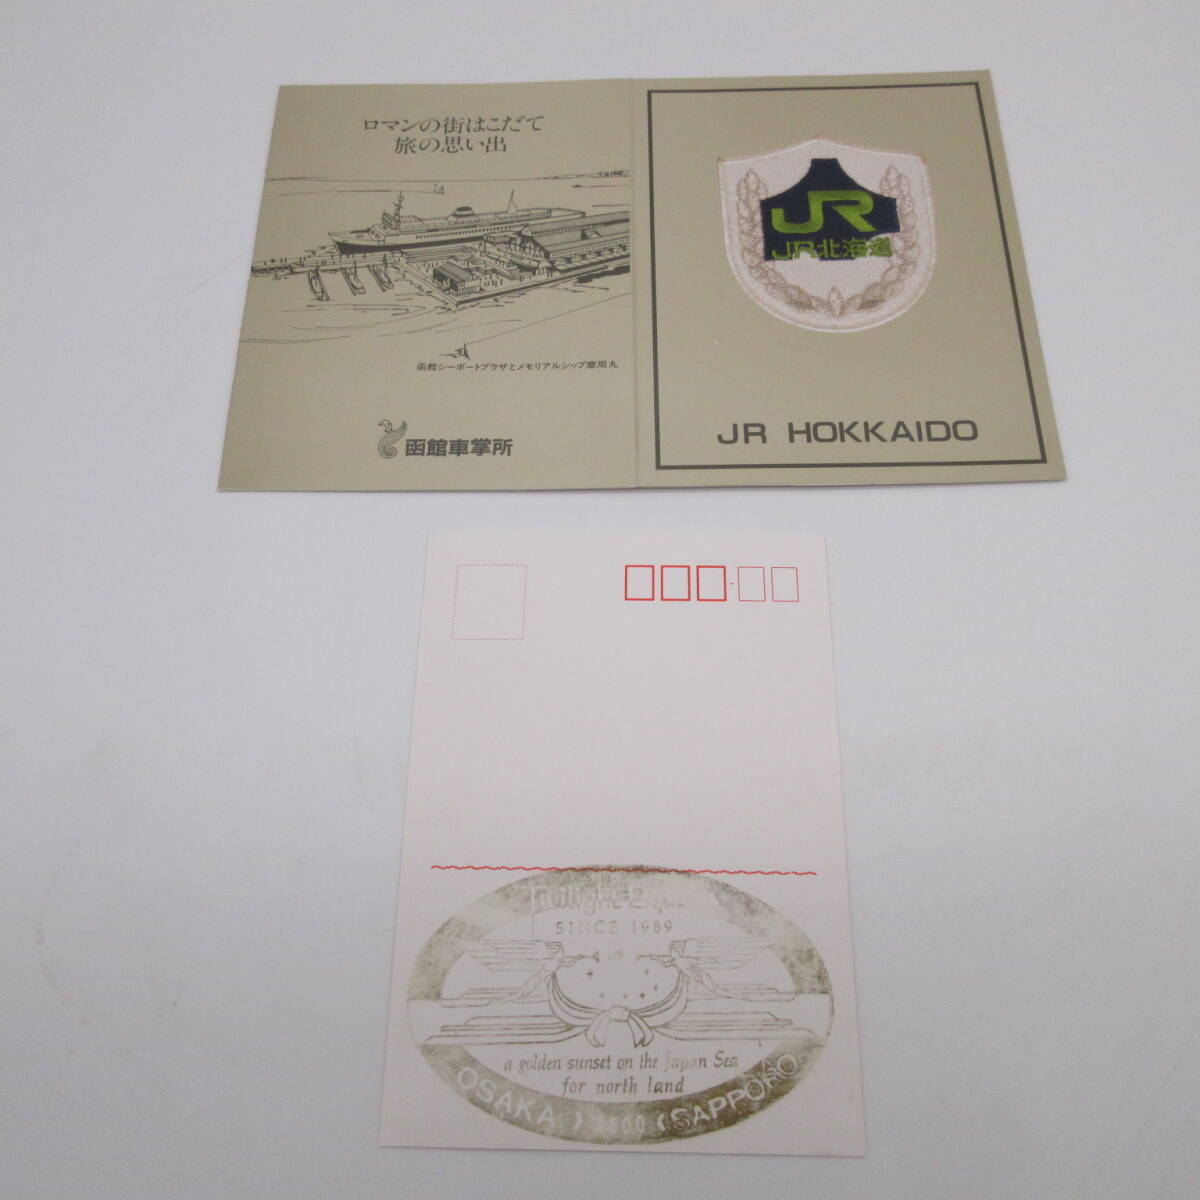 ロマンの街はこだて
旅の思い出
函館シーポートプラザとメモリアルシップ摩周丸
函館車掌所
JR
JR北海道
JR HOKKAIDO
Twilight
SINCE 1989
a golden sunset on the Japan Sea
for north land
OSAKA ) 1500 ( SAPPORO